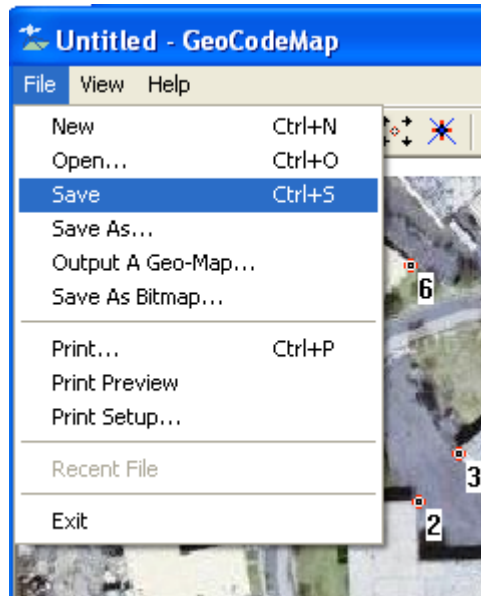 Untitled - GeoCodeMap
File View Help
New Ctrl+N
Open... Ctrl+O
Save Ctrl+S
Save As...
Output A Geo-Map...
Save As Bitmap...
6
Print... Ctrl+P
Print Preview
Print Setup...
Recent File
3
Exit
2